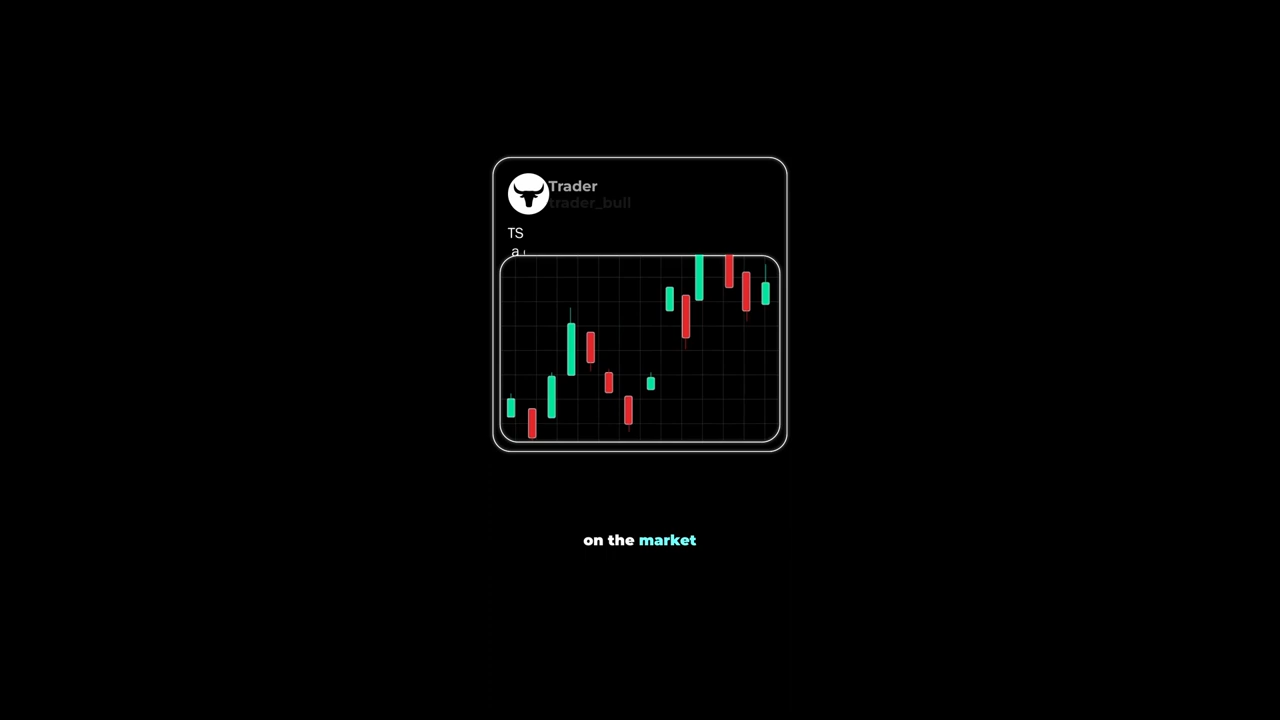 Trader
trader_bull
TS
a
on the market